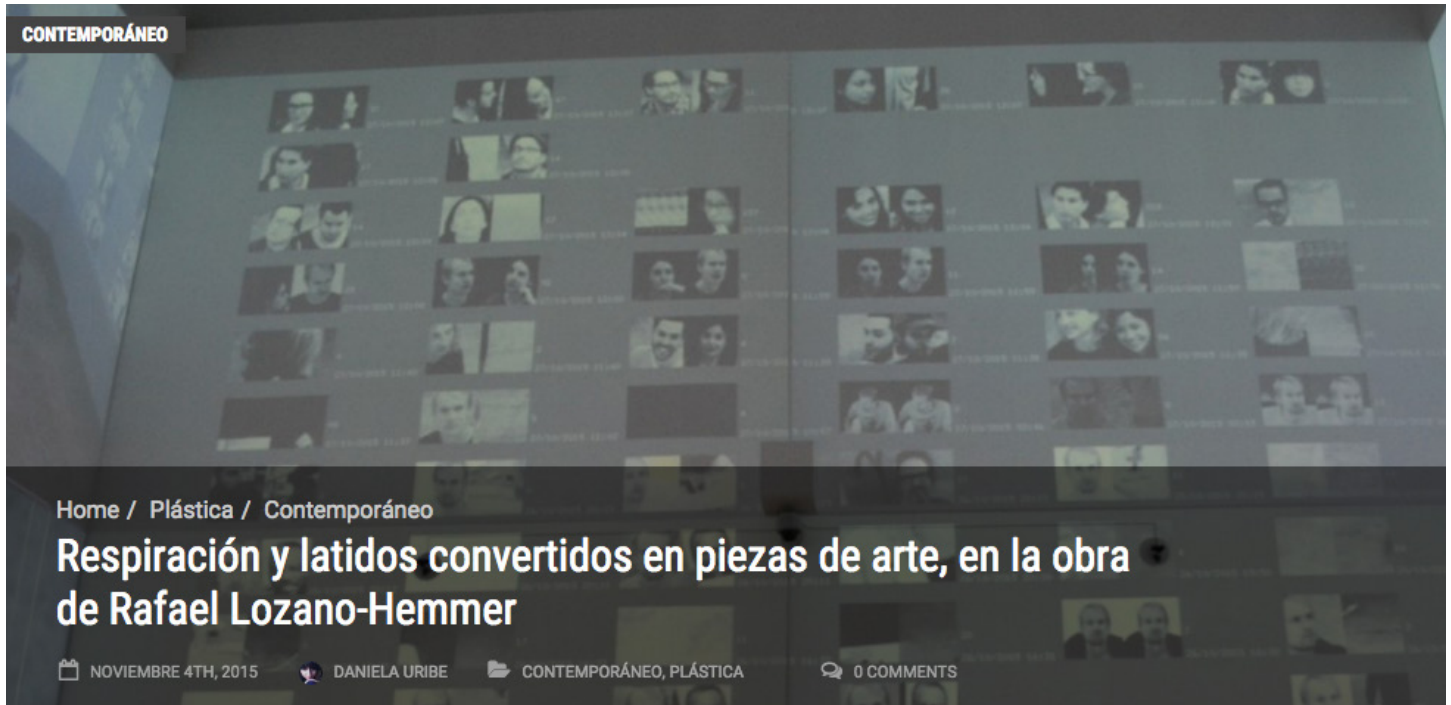 CONTEMPORÁNEO
Home / Plástica / Contemporáneo
Respiración y latidos convertidos en piezas de arte, en la obra
de Rafael Lozano-Hemmer
NOVIEMBRE 4TH, 2015 DANIELA URIBE CONTEMPORÁNEO, PLÁSTICA 0 COMMENTS